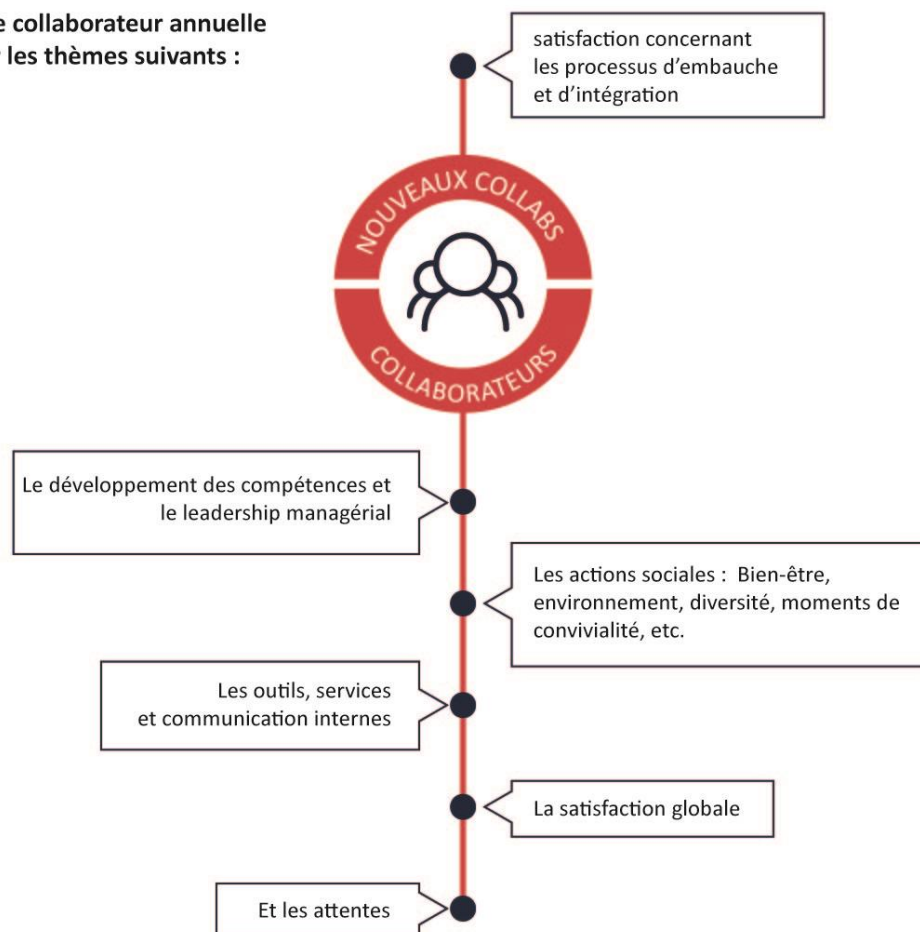 e collaborateur annuelle
les thèmes suivants :
satisfaction concernant
les processus d'embauche
et d'intégration
NOUVEAUX COLLABS
COLLABORATEURS
Le développement des compétences et
le leadership managérial
Les actions sociales : Bien-être,
environnement, diversité, moments de
convivialité, etc.
Les outils, services
et communication internes
La satisfaction globale
Et les attentes